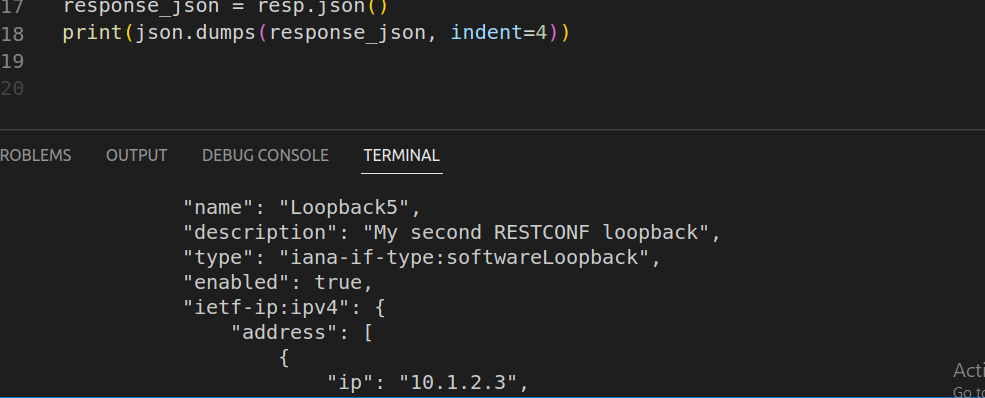 17 response_json = resp.json()
18 print(json.dumps(response_json, indent=4))
19
20
ROBLEMS OUTPUT DEBUG CONSOLE TERMINAL
"name": "Loopback5",
"description": "My second RESTCONF loopback",
"type": "iana-if-type:softwareLoopback",
"enabled": true,
"ietf-ip:ipv4": {
"address": [
{
"ip": "10.1.2.3",
Acti
Go to